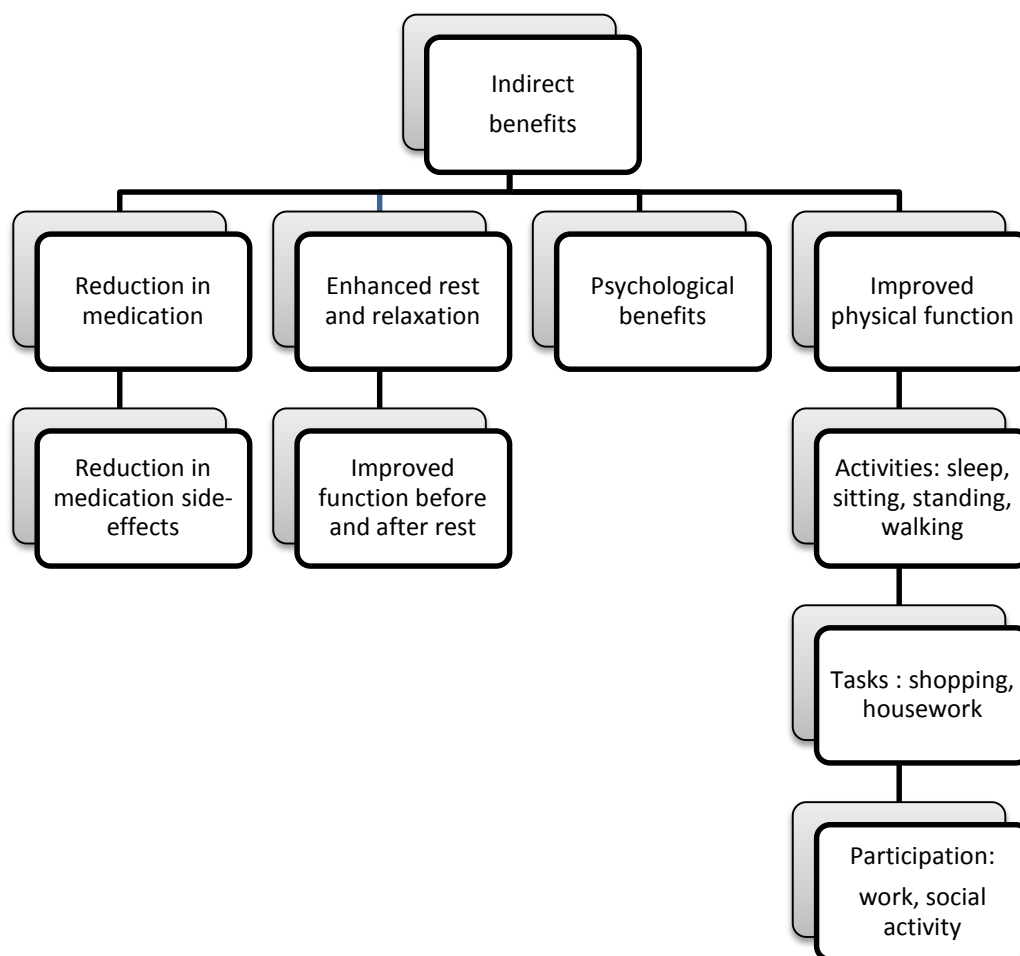 Indirect
benefits
Reduction in
medication
Enhanced rest
and relaxation
Psychological
benefits
Improved
physical function
Reduction in
medication side-
effects
Improved
function before
and after rest
Activities: sleep,
sitting, standing,
walking
Tasks : shopping,
housework
Participation:
work, social
activity